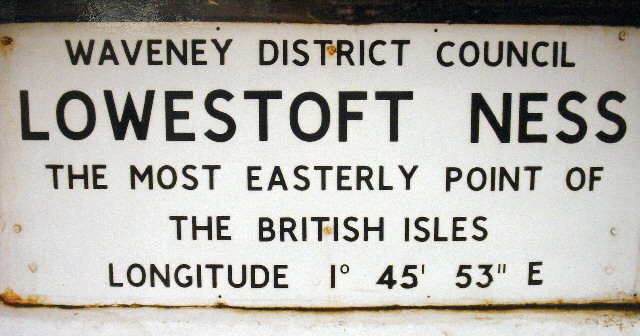 WAVENEY DISTRICT COUNCIL
LOWESTOFT NESS
THE MOST EASTERLY POINT OF
THE BRITISH ISLES
LONGITUDE 1° 45' 53" E